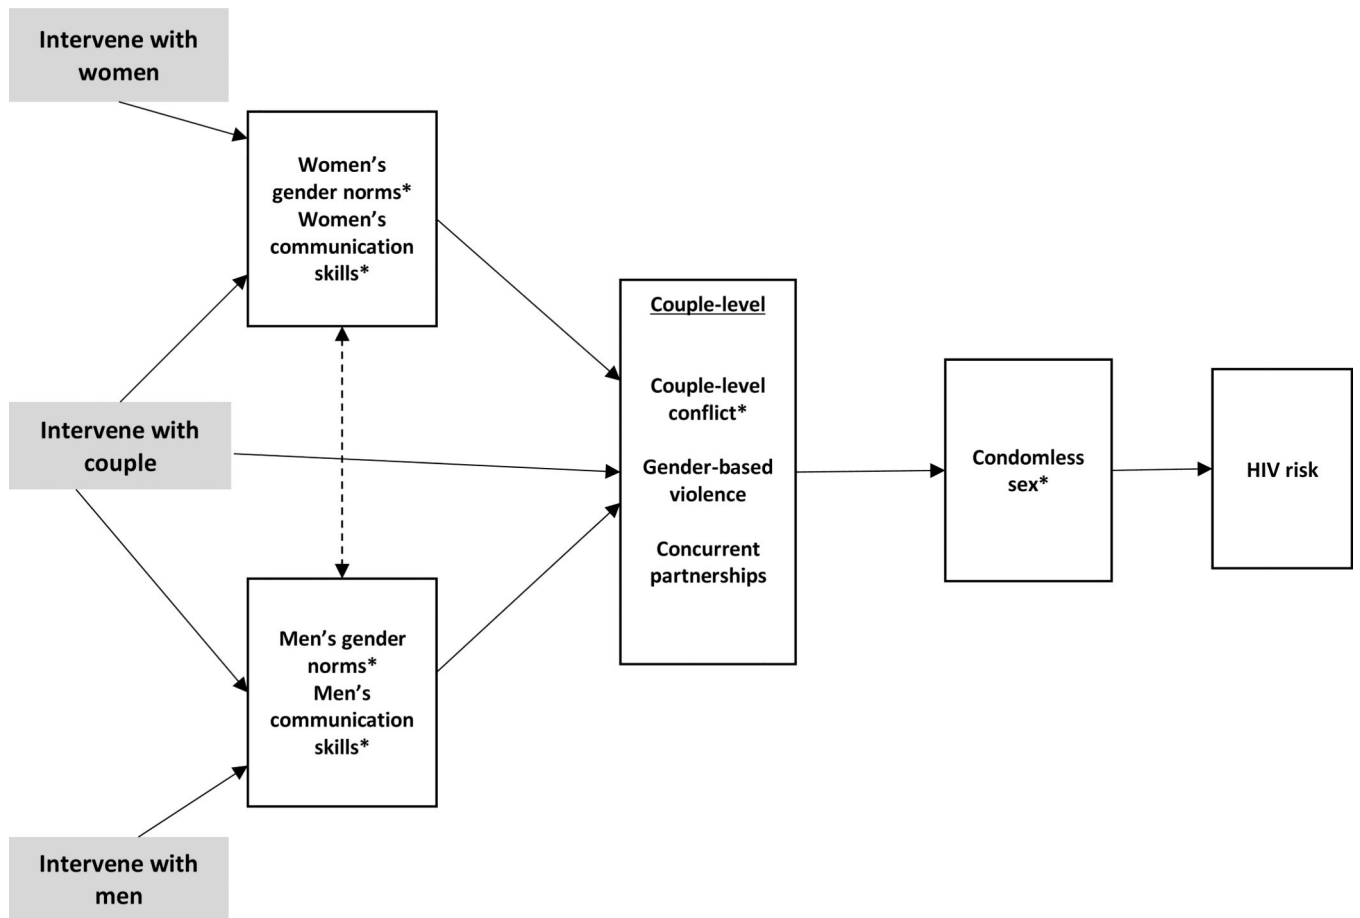 Intervene with
women
Women’s
gender norms*
Women’s
communication
skills*
Intervene with
couple
Men’s gender
norms*
Men’s
communication
skills*
Intervene with
men
Couple-level
Couple-level
conflict*
Gender-based
violence
Concurrent
partnerships
Condomless
sex*
HIV risk